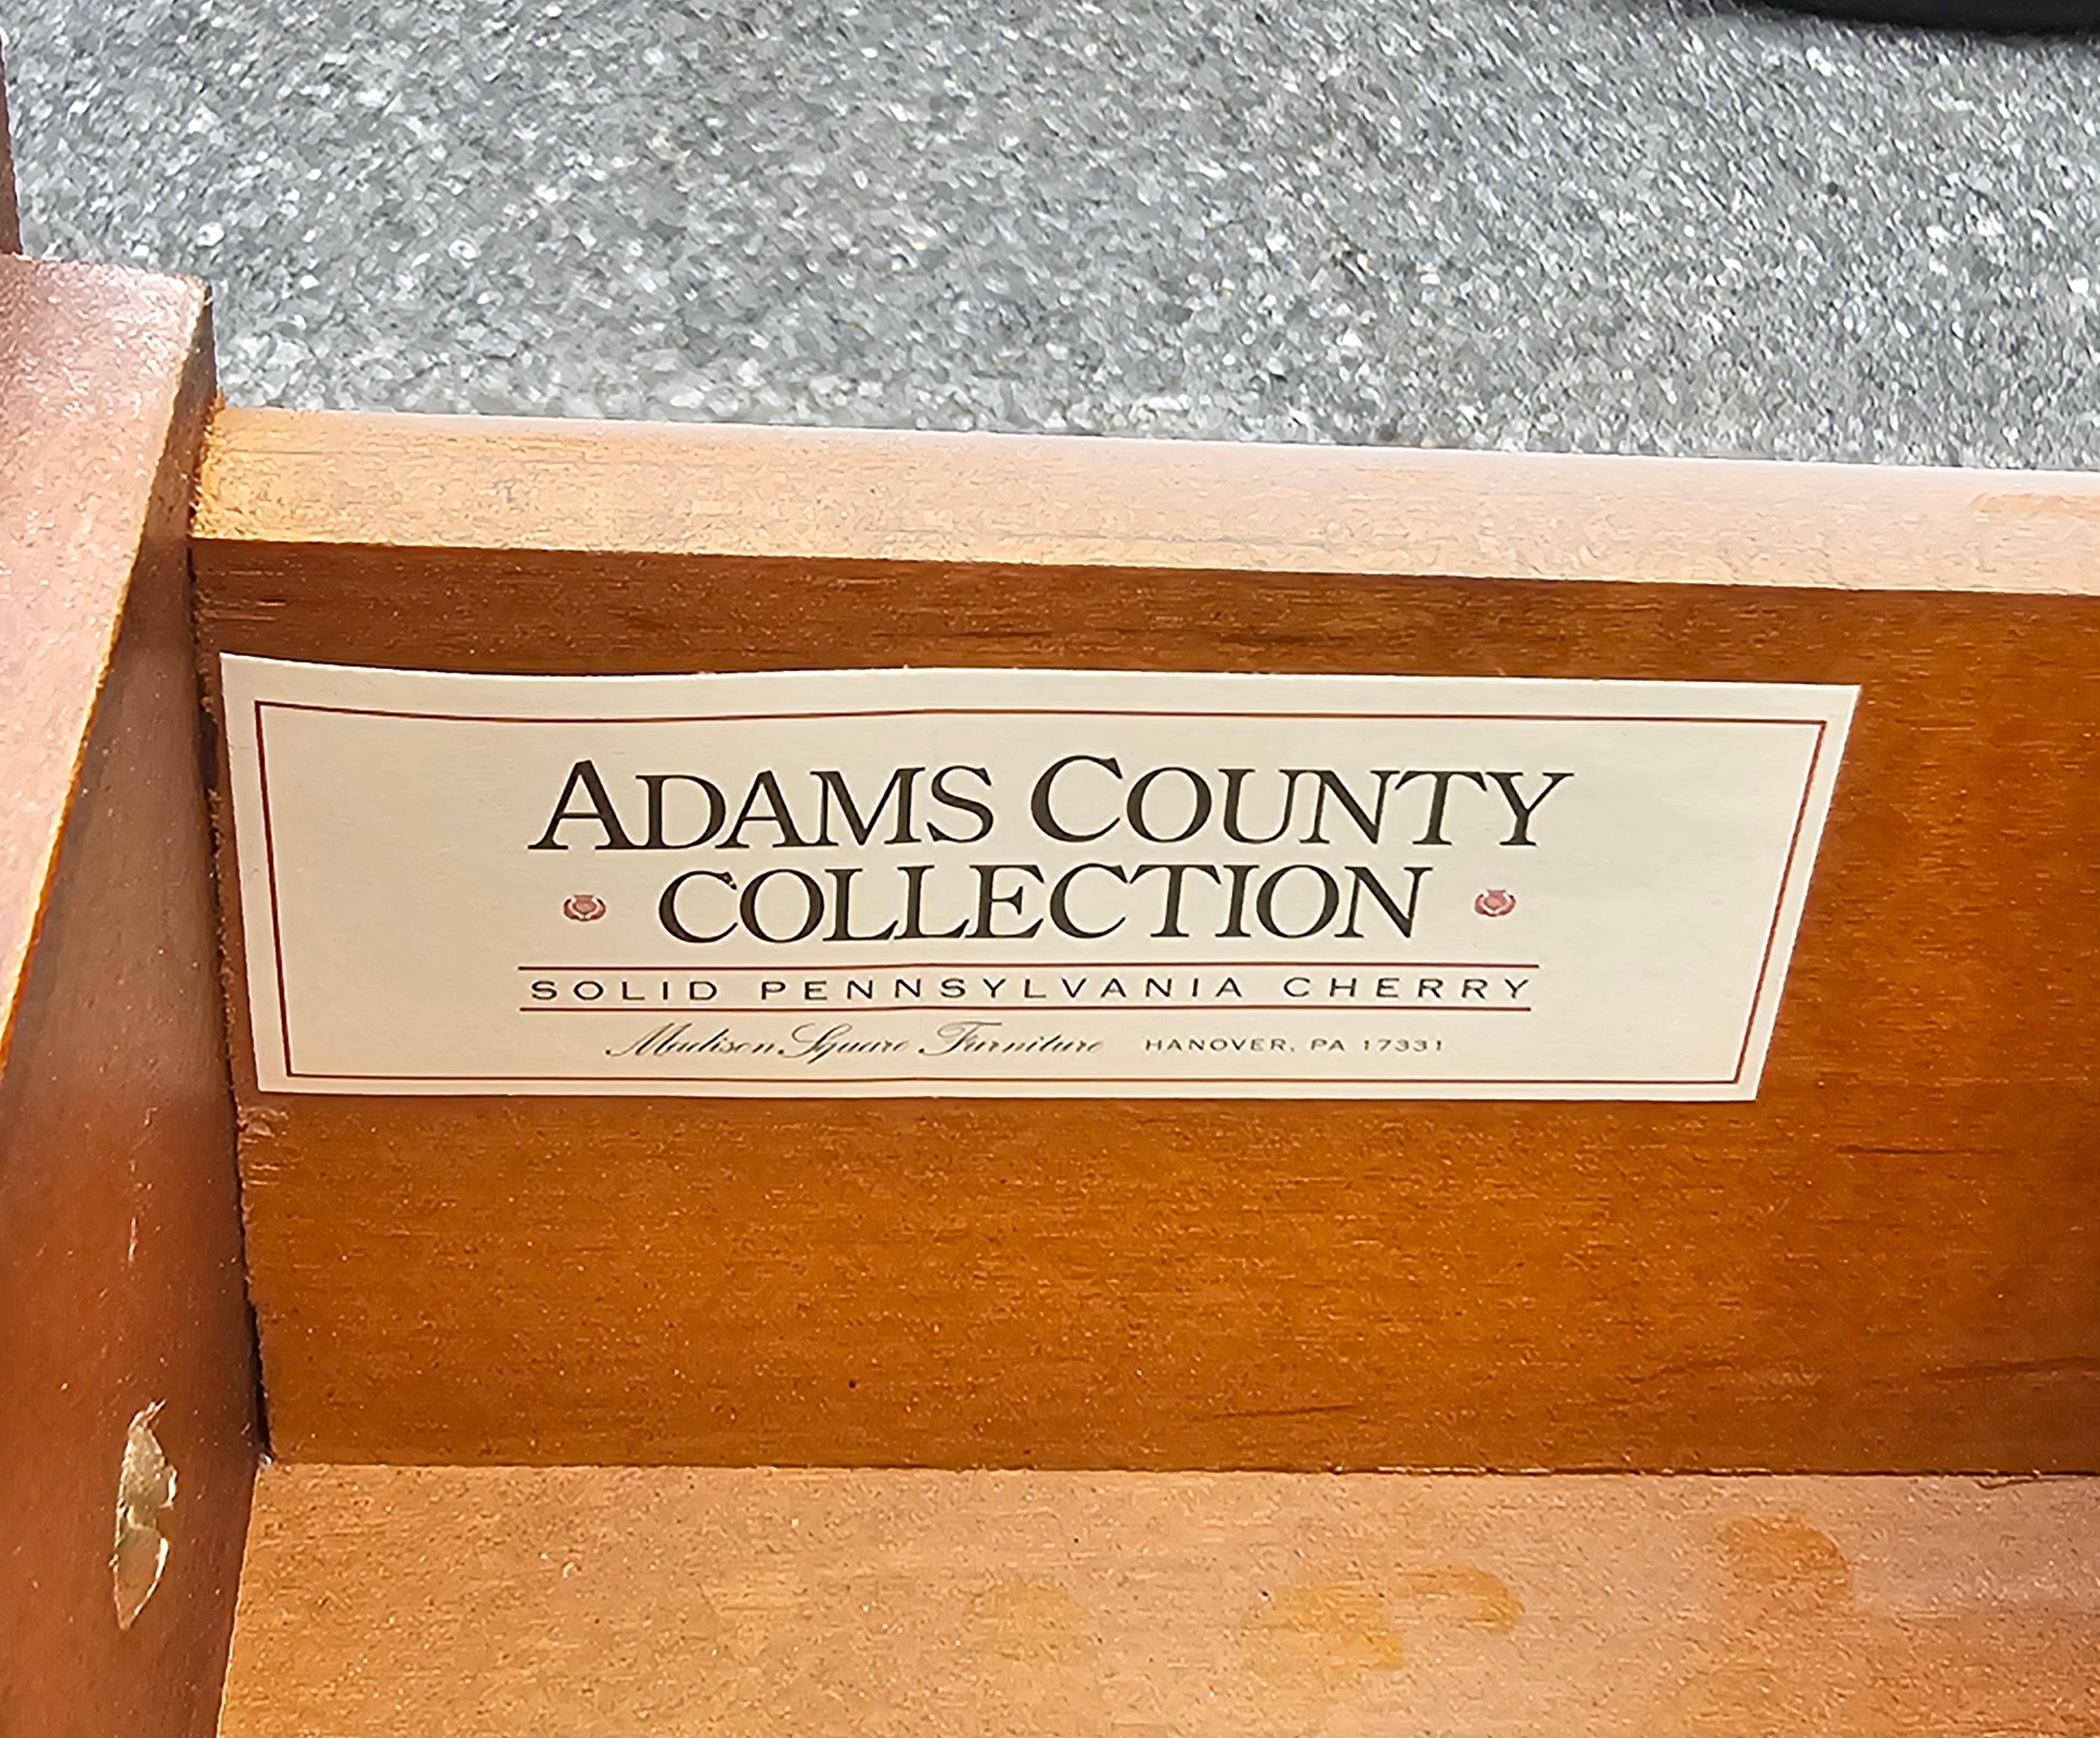 ADAMS COUNTY
COLLECTION
SOLID PENNSYLVANIA CHERRY
Madison Square Furniture HANOVER, PA 17331